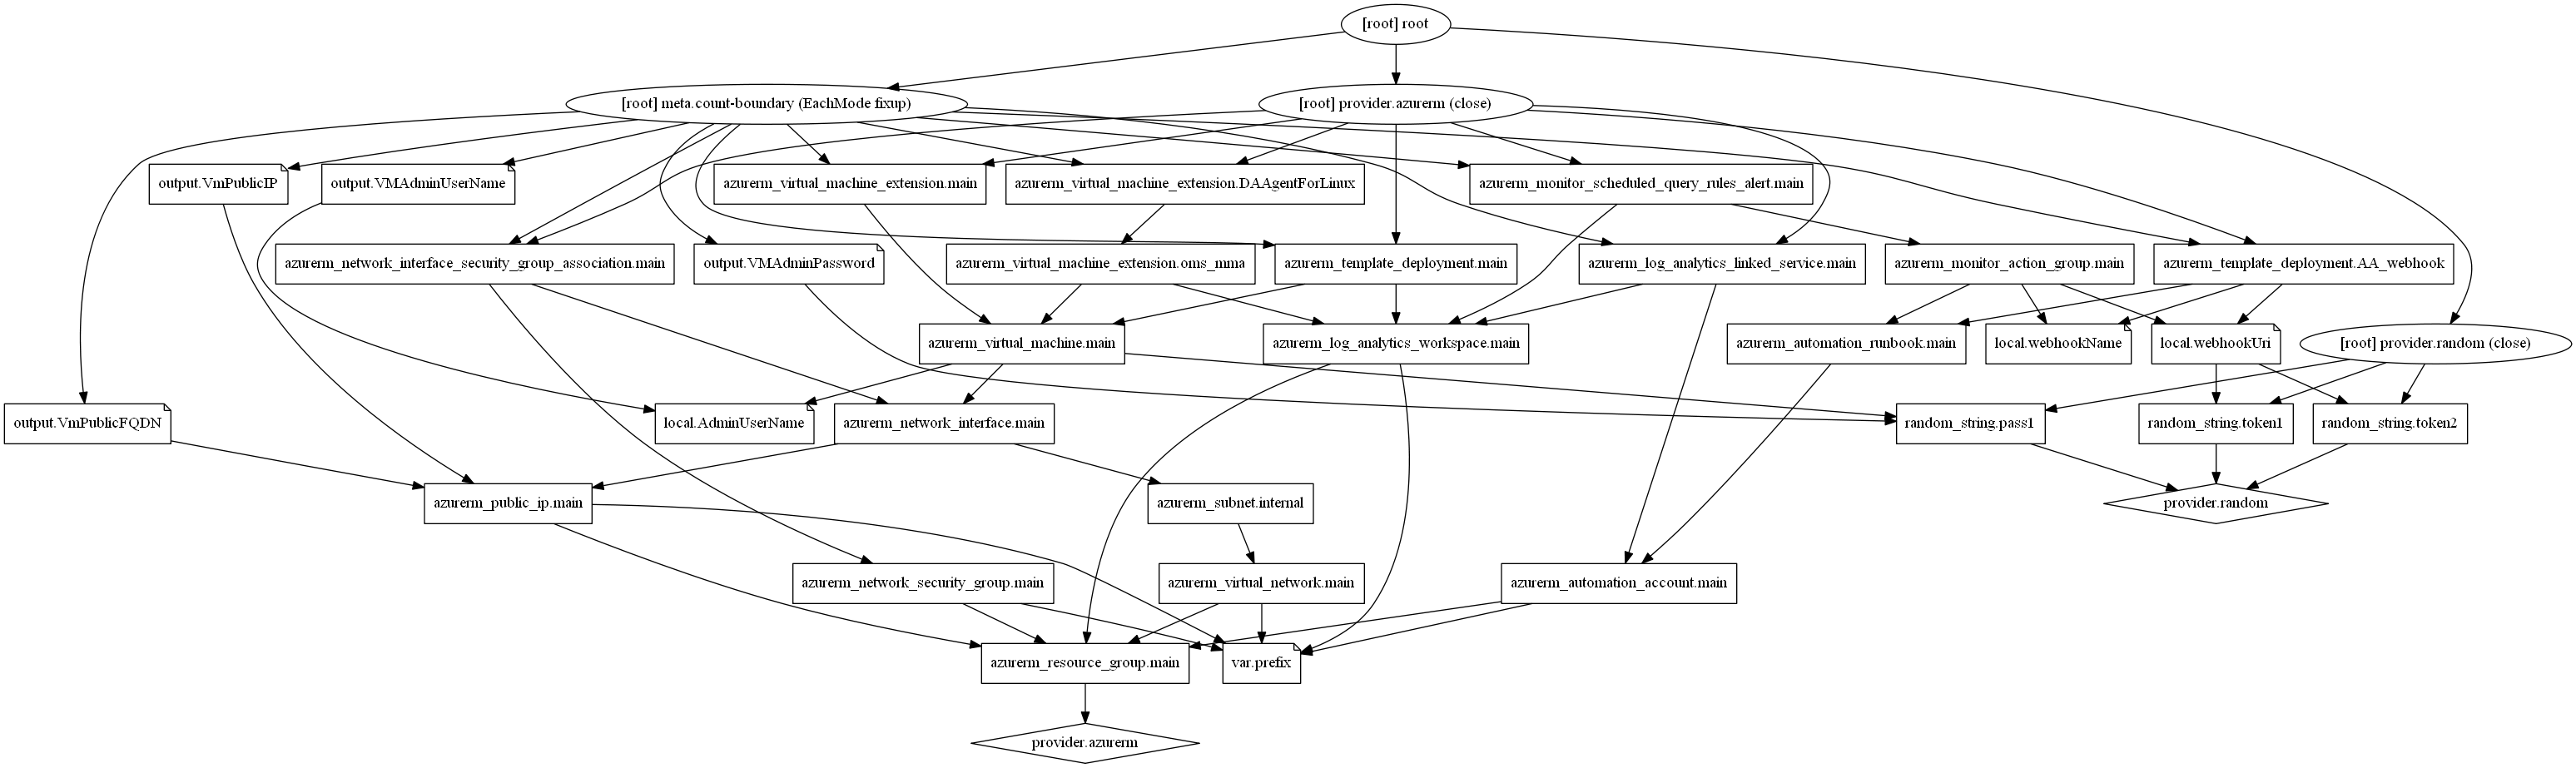 [root] root
[root] meta.count-boundary (EachMode fixup)
[root] provider.azurerm (close)
output.VmPublicIP
output.VMAdminUserName
azurerm_virtual_machine_extension.main
azurerm_virtual_machine_extension.DAAgentForLinux
azurerm_monitor_scheduled_query_rules_alert.main
azurerm_network_interface_security_group_association.main
output.VMAdminPassword
azurerm_virtual_machine_extension.oms_mma
azurerm_template_deployment.main
azurerm_log_analytics_linked_service.main
azurerm_monitor_action_group.main
azurerm_template_deployment.AA_webhook
azurerm_virtual_machine.main
azurerm_log_analytics_workspace.main
azurerm_automation_runbook.main
local.webhookName
local.webhookUri
[root] provider.random (close)
output.VmPublicFQDN
local.AdminUserName
azurerm_network_interface.main
random_string.pass1
random_string.token1
random_string.token2
azurerm_public_ip.main
azurerm_subnet.internal
provider.random
azurerm_network_security_group.main
azurerm_virtual_network.main
azurerm_automation_account.main
azurerm_resource_group.main
var.prefix
provider.azurerm